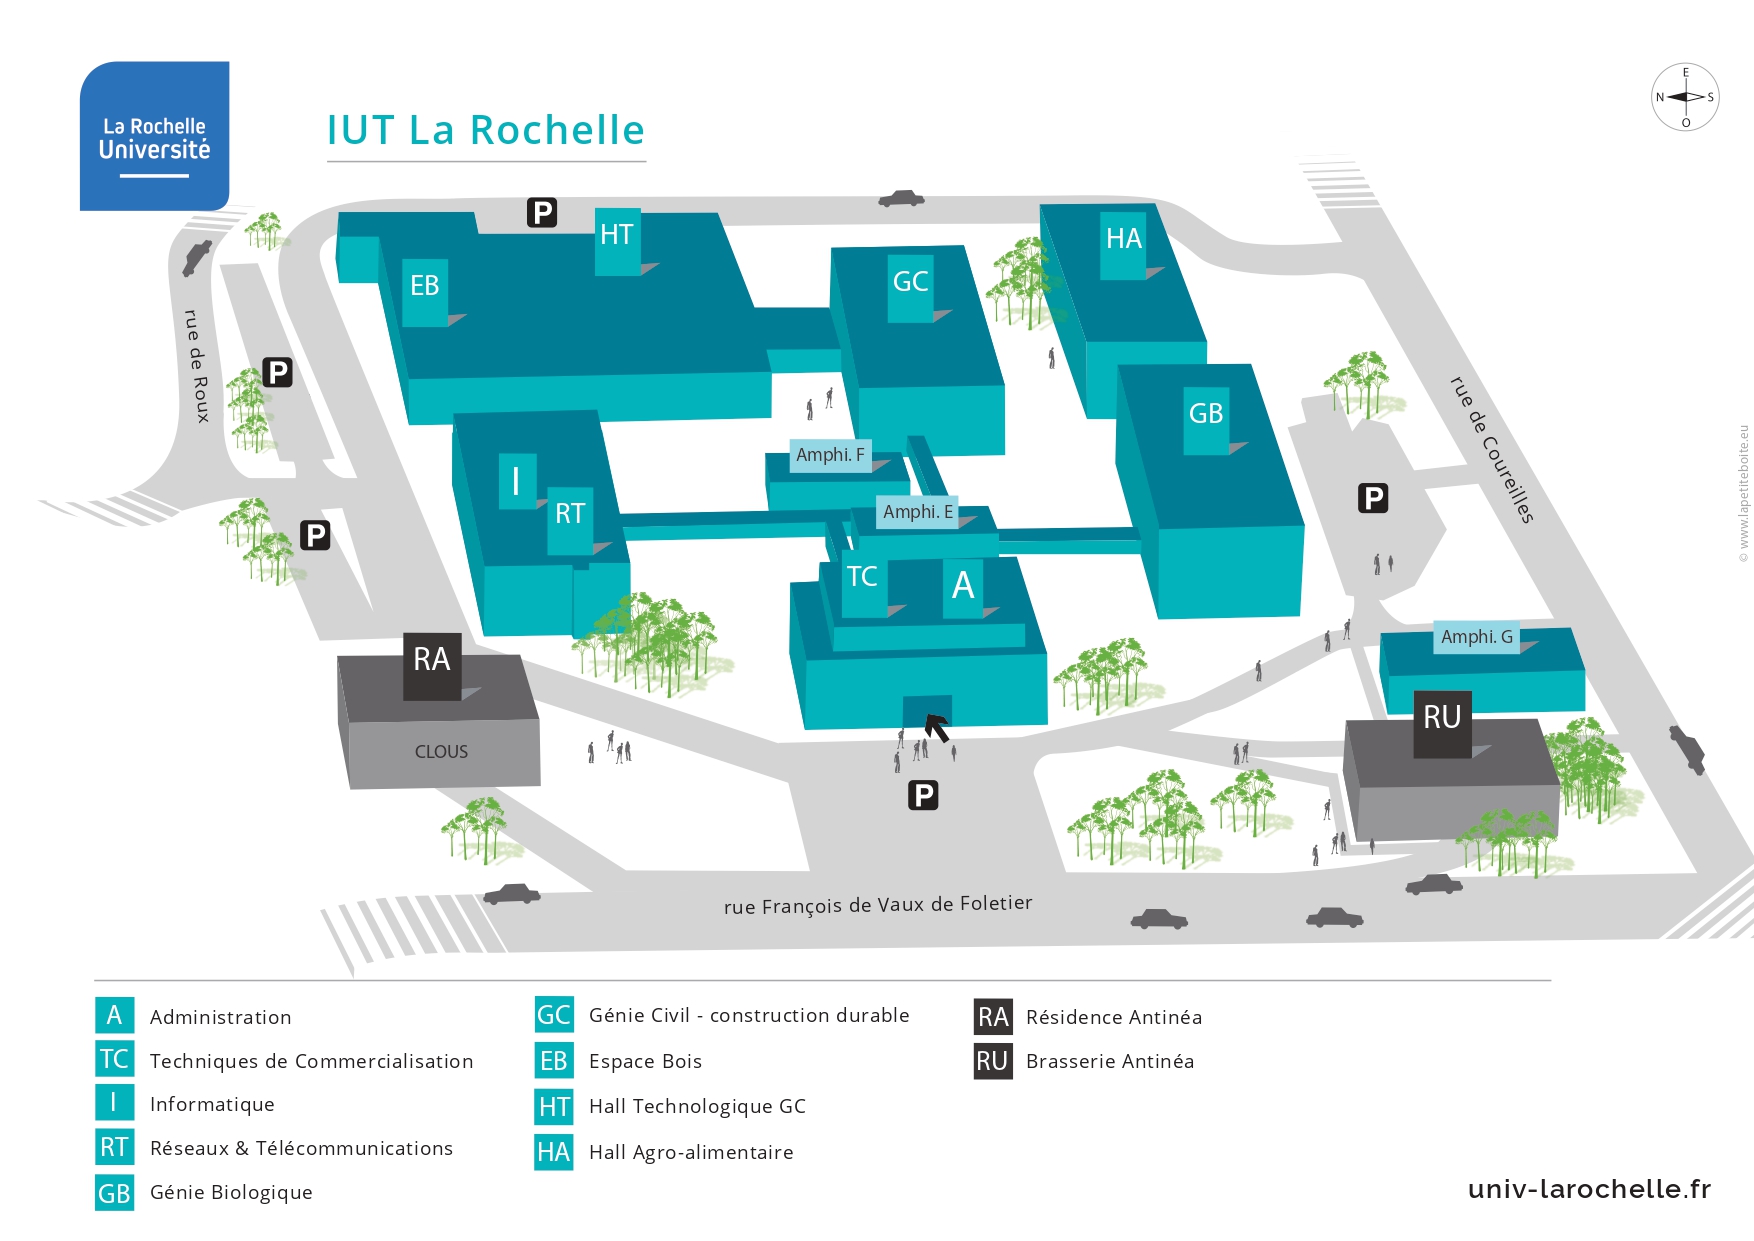 La Rochelle
Université
IUT La Rochelle
E
N
S
O
P
HT
HA
EB
GC
rue de Roux
P
GB
rue de Coureilles
Amphi. F
I
RT
Amphi. E
P
P
TC
A
Amphi. G
RA
RU
CLOUS
P
rue François de Vaux de Foletier
© www.lapetiteboite.eu
A Administration
TC Techniques de Commercialisation
I Informatique
RT Réseaux & Télécommunications
GB Génie Biologique
GC Génie Civil - construction durable
EB Espace Bois
HT Hall Technologique GC
HA Hall Agro-alimentaire
RA Résidence Antinéa
RU Brasserie Antinéa
univ-larochelle.fr